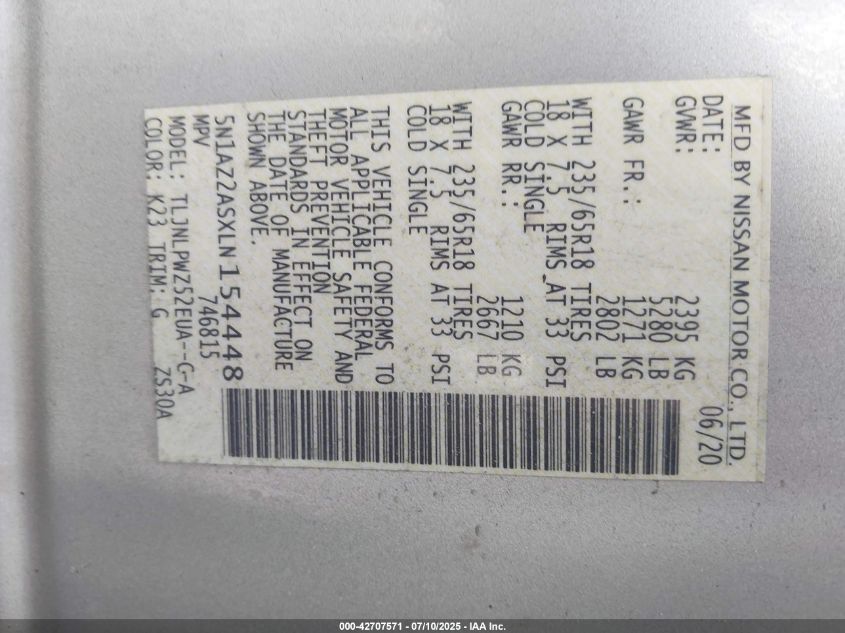 MFD BY NISSAN MOTOR CO., LTD.
DATE: 06/20
GVWR: 2395 KG
5280 LB
GAWR FR.: 1271 KG
2802 LB
WITH 235/65R18 TIRES
18 X 7.5 RIMS AT 33 PSI
COLD SINGLE
GAWR RR.: 1210 KG
2667 LB
WITH 235/65R18 TIRES
18 X 7.5 RIMS AT 33 PSI
COLD SINGLE
THIS VEHICLE CONFORMS TO
ALL APPLICABLE FEDERAL
MOTOR VEHICLE SAFETY AND
THEFT PREVENTION
STANDARDS IN EFFECT ON
THE DATE OF MANUFACTURE
SHOWN ABOVE.
5N1AZ2ASXLN154448
MPV 746815
MODEL: TLJNLPWZ52EUA--G-A
COLOR: K23 TRIM: G ZS30A
000-42707571 - 07/10/2025 - IAA Inc.